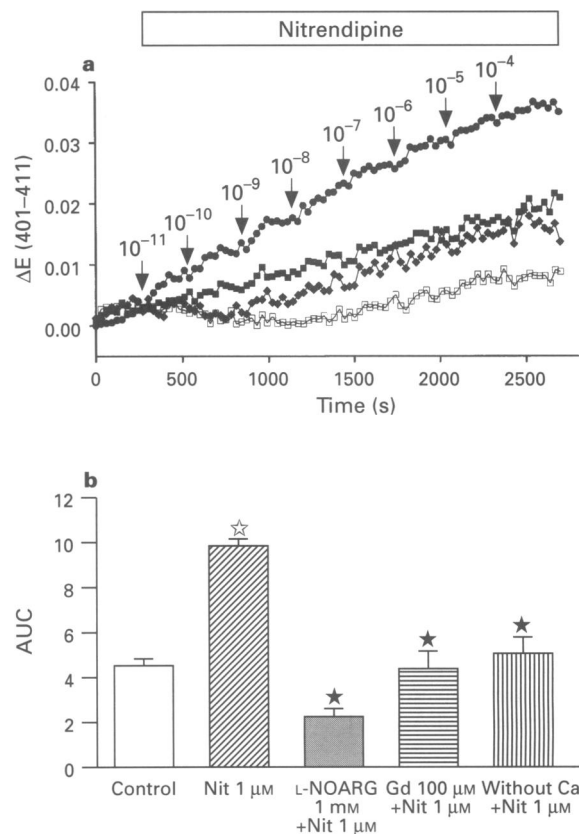 Nitrendipine
a
0.04
0.03
0.02
0.01
0.00
ΔE (401–411)
10⁻¹¹
10⁻¹⁰
10⁻⁹
10⁻⁸
10⁻⁷
10⁻⁶
10⁻⁵
10⁻⁴
0
500
1000
1500
2000
2500
Time (s)
b
12
10
8
6
4
2
0
AUC
Control
Nit 1 μM
L-NOARG
1 mM
+Nit 1 μM
Gd 100 μM
+Nit 1 μM
Without Ca
+Nit 1 μM